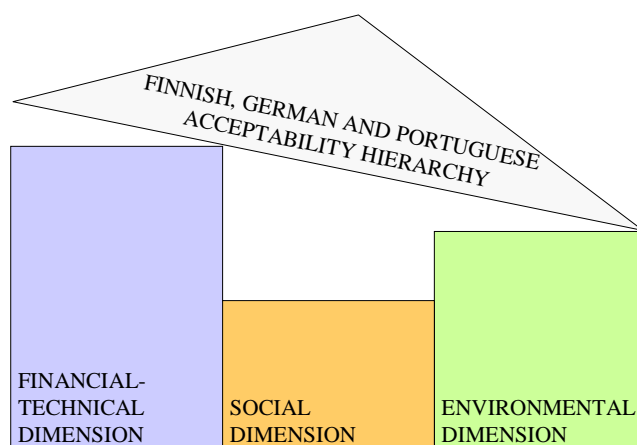 FINNISH, GERMAN AND PORTUGUESE
ACCEPTABILITY HIERARCHY
FINANCIAL-
TECHNICAL
DIMENSION
SOCIAL
DIMENSION
ENVIRONMENTAL
DIMENSION